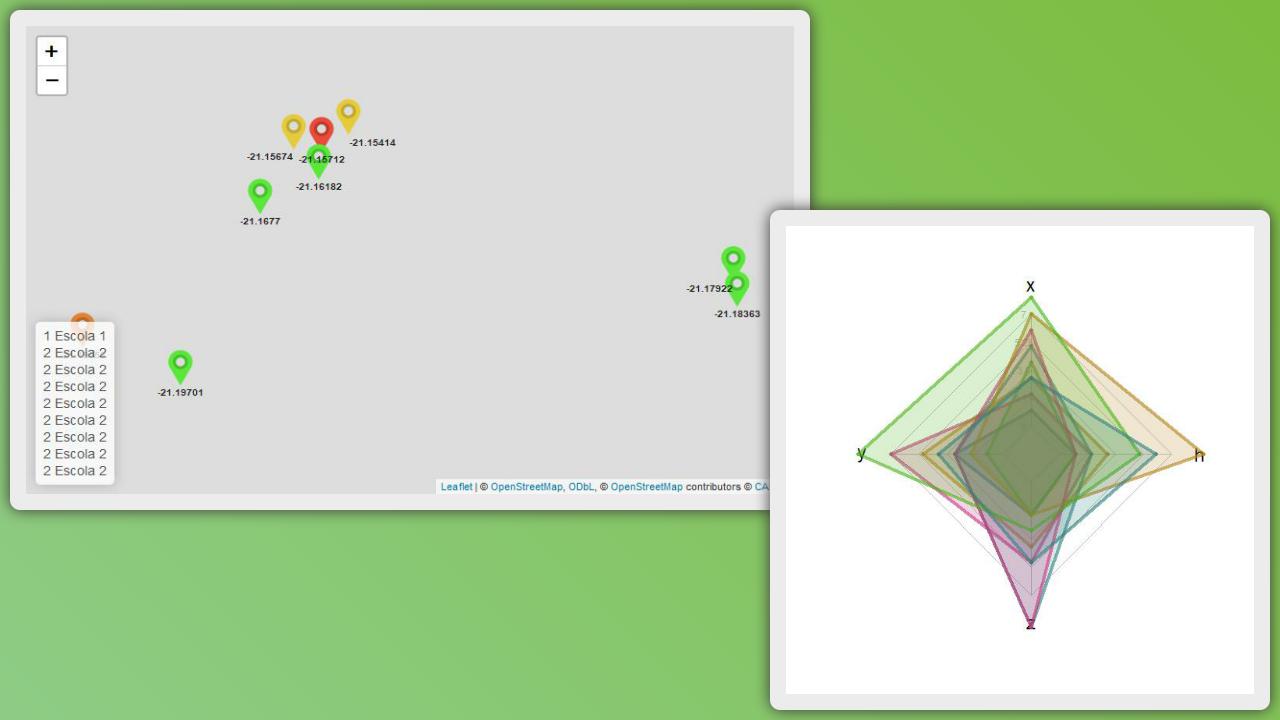 +
−
-21.15414
-21.15674
-21.15712
-21.16182
-21.1677
-21.17922
-21.18363
-21.19701
1 Escola 1
2 Escola 2
2 Escola 2
2 Escola 2
2 Escola 2
2 Escola 2
2 Escola 2
2 Escola 2
2 Escola 2
Leaflet | © OpenStreetMap, ODbL, © OpenStreetMap contributors © CA
x
7
y
h
z